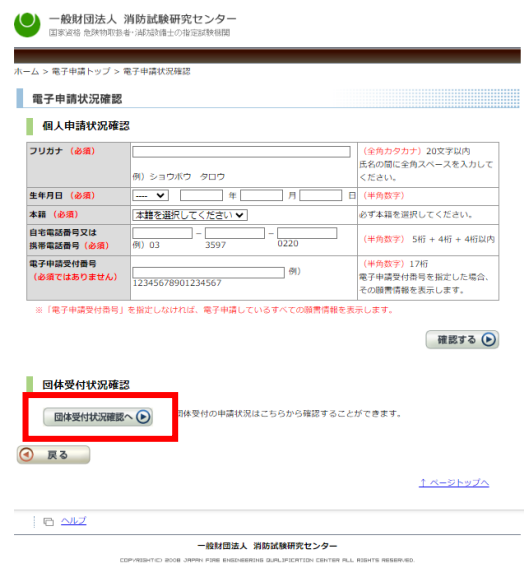 一般財団法人 消防試験研究センター
国家資格 危険物取扱者・消防設備士の指定試験機関
ホーム > 電子申請トップ > 電子申請状況確認
電子申請状況確認
個人申請状況確認
フリガナ （必須）
例）ショウボウ タロウ
（全角カタカナ）20文字以内
氏名の間に全角スペースを入力して
ください。
生年月日 （必須） ---- 年 月 日 （半角数字）
本籍 （必須） 本籍を選択してください 必ず本籍を選択してください。
自宅電話番号又は
携帯電話番号（必須）
– –
例）03 3597 0220
（半角数字） 5桁 + 4桁 + 4桁以内
電子申請受付番号
（必須ではありません）
例）
12345678901234567
（半角数字）17桁
電子申請受付番号を指定した場合、
その願書情報を表示します。
※「電子申請受付番号」を指定しなければ、電子申請しているすべての願書情報を表示します。
確認する
団体受付状況確認
団体受付状況確認へ
団体受付の申請状況はこちらから確認することができます。
戻る
↑ ページトップへ
ヘルプ
一般財団法人 消防試験研究センター
COPYRIGHT(C) 2008 JAPAN FIRE ENGINEERING QUALIFICATION CENTER ALL RIGHTS RESERVED.